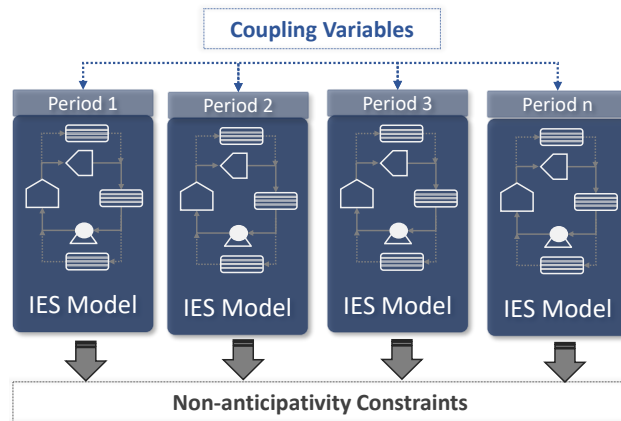 Coupling Variables
Period 1
Period 2
Period 3
Period n
IES Model
IES Model
IES Model
IES Model
Non-anticipativity Constraints